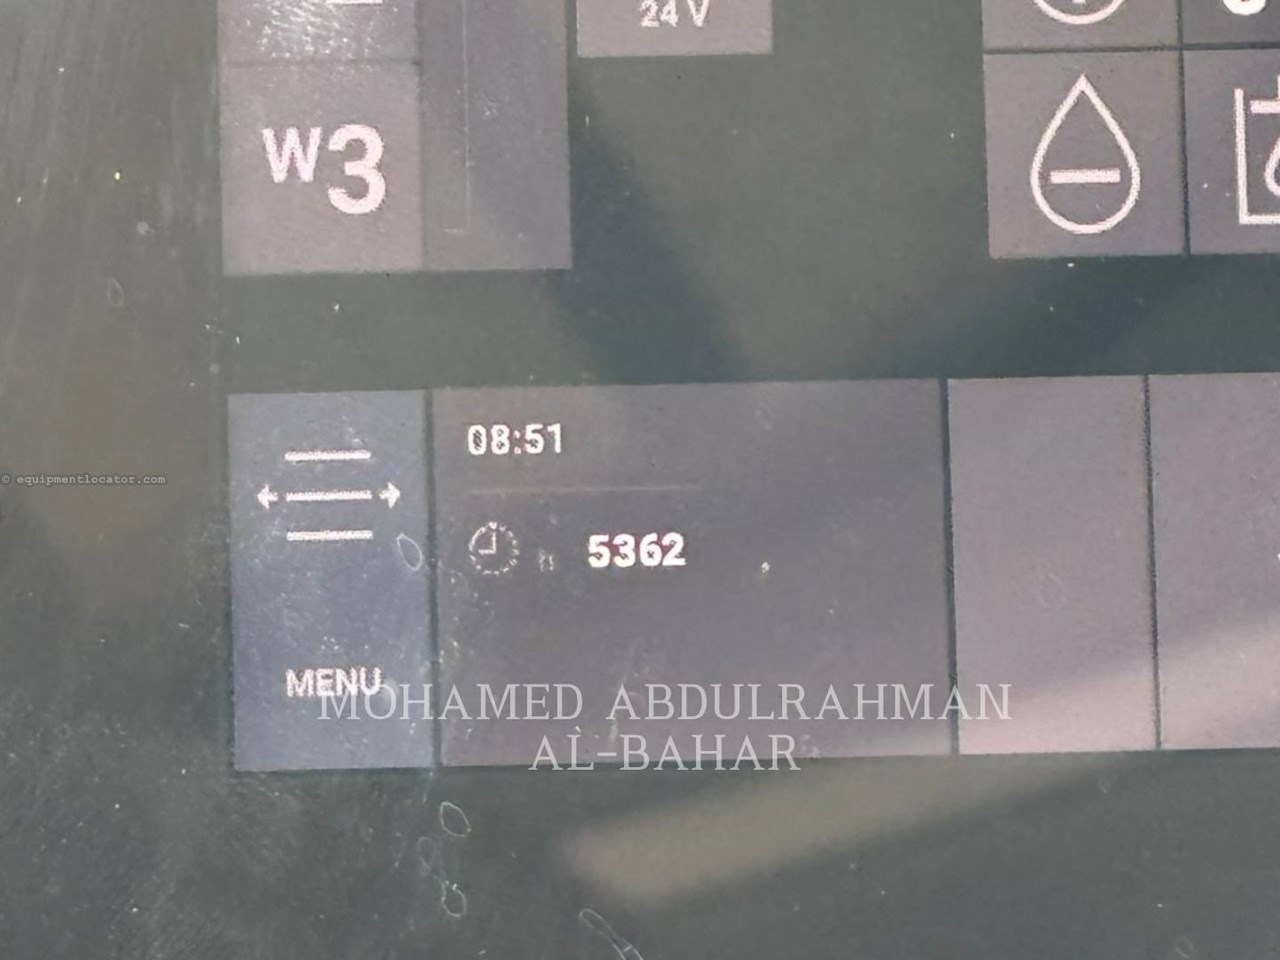 24V
W3
08:51
h 5362
MENU
MOHAMED ABDULRAHMAN
AL-BAHAR
© equipmentlocator.com